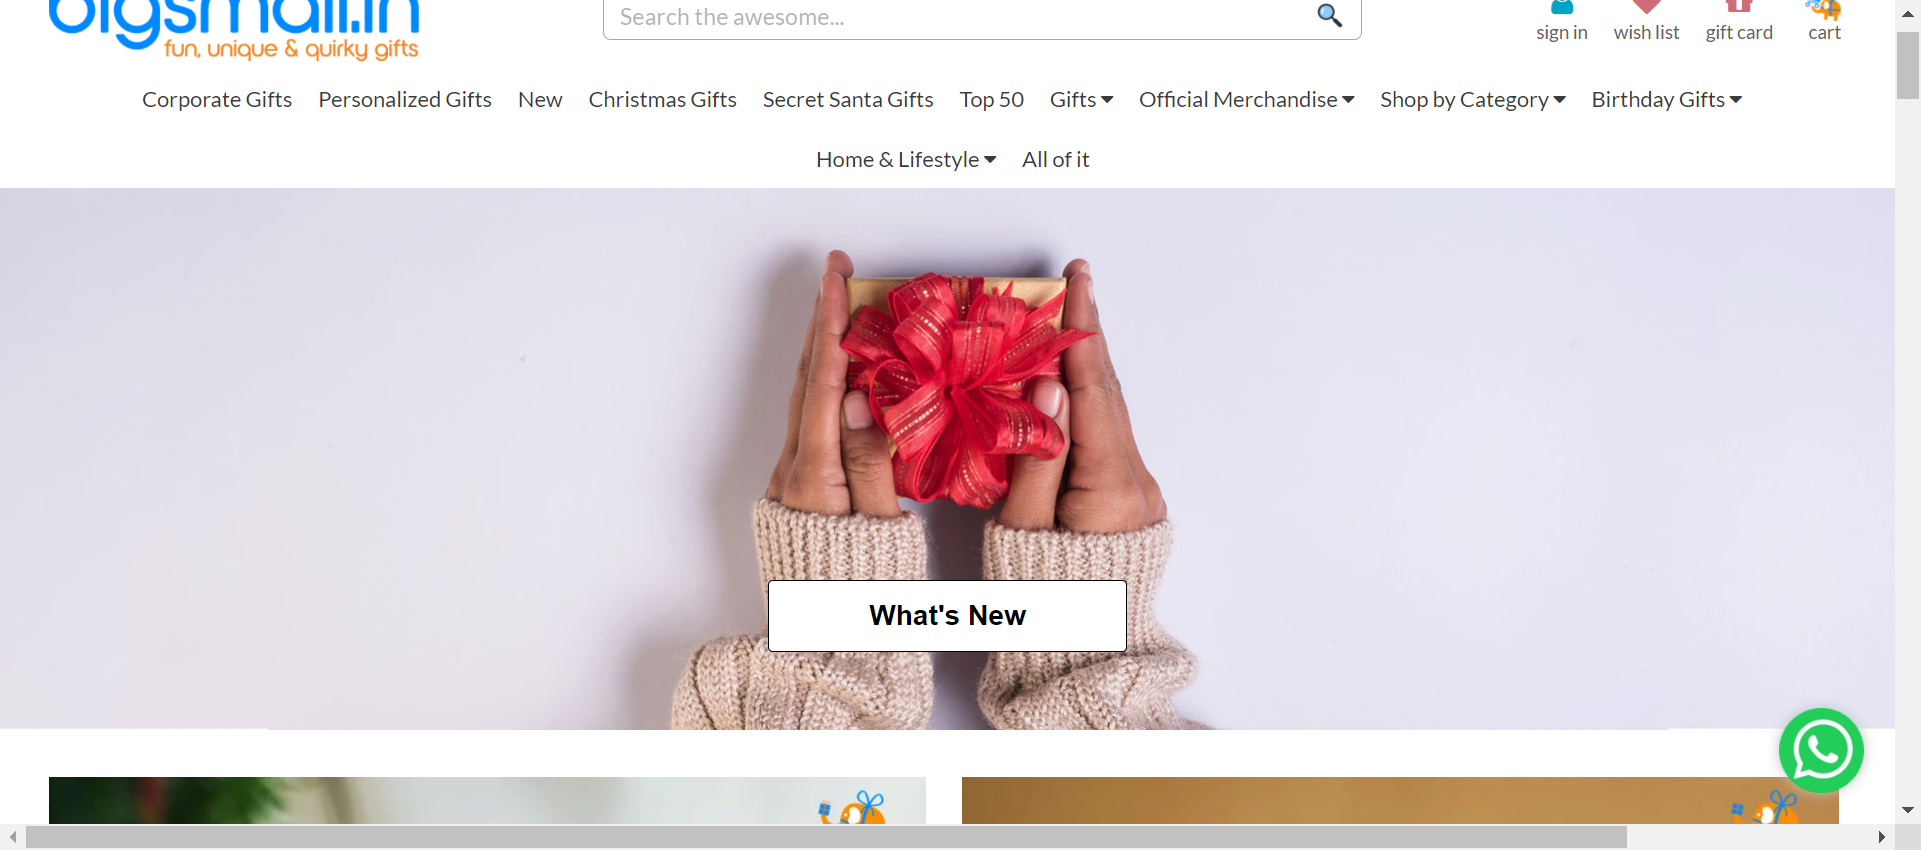 bigsmall.in
fun, unique & quirky gifts
Search the awesome...
sign in
wish list
gift card
cart
Corporate Gifts
Personalized Gifts
New
Christmas Gifts
Secret Santa Gifts
Top 50
Gifts
Official Merchandise
Shop by Category
Birthday Gifts
Home & Lifestyle
All of it
What's New